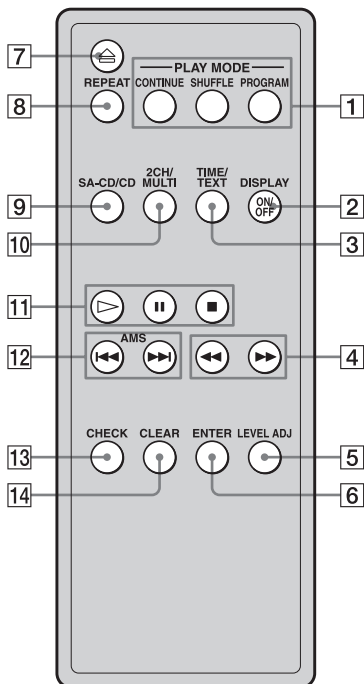 7
PLAY MODE
REPEAT CONTINUE SHUFFLE PROGRAM
8
1
SA-CD/CD 2CH/MULTI TIME/TEXT DISPLAY
9
ON/OFF
2
10
3
11
AMS
12
4
CHECK CLEAR ENTER LEVEL ADJ
13
5
14
6